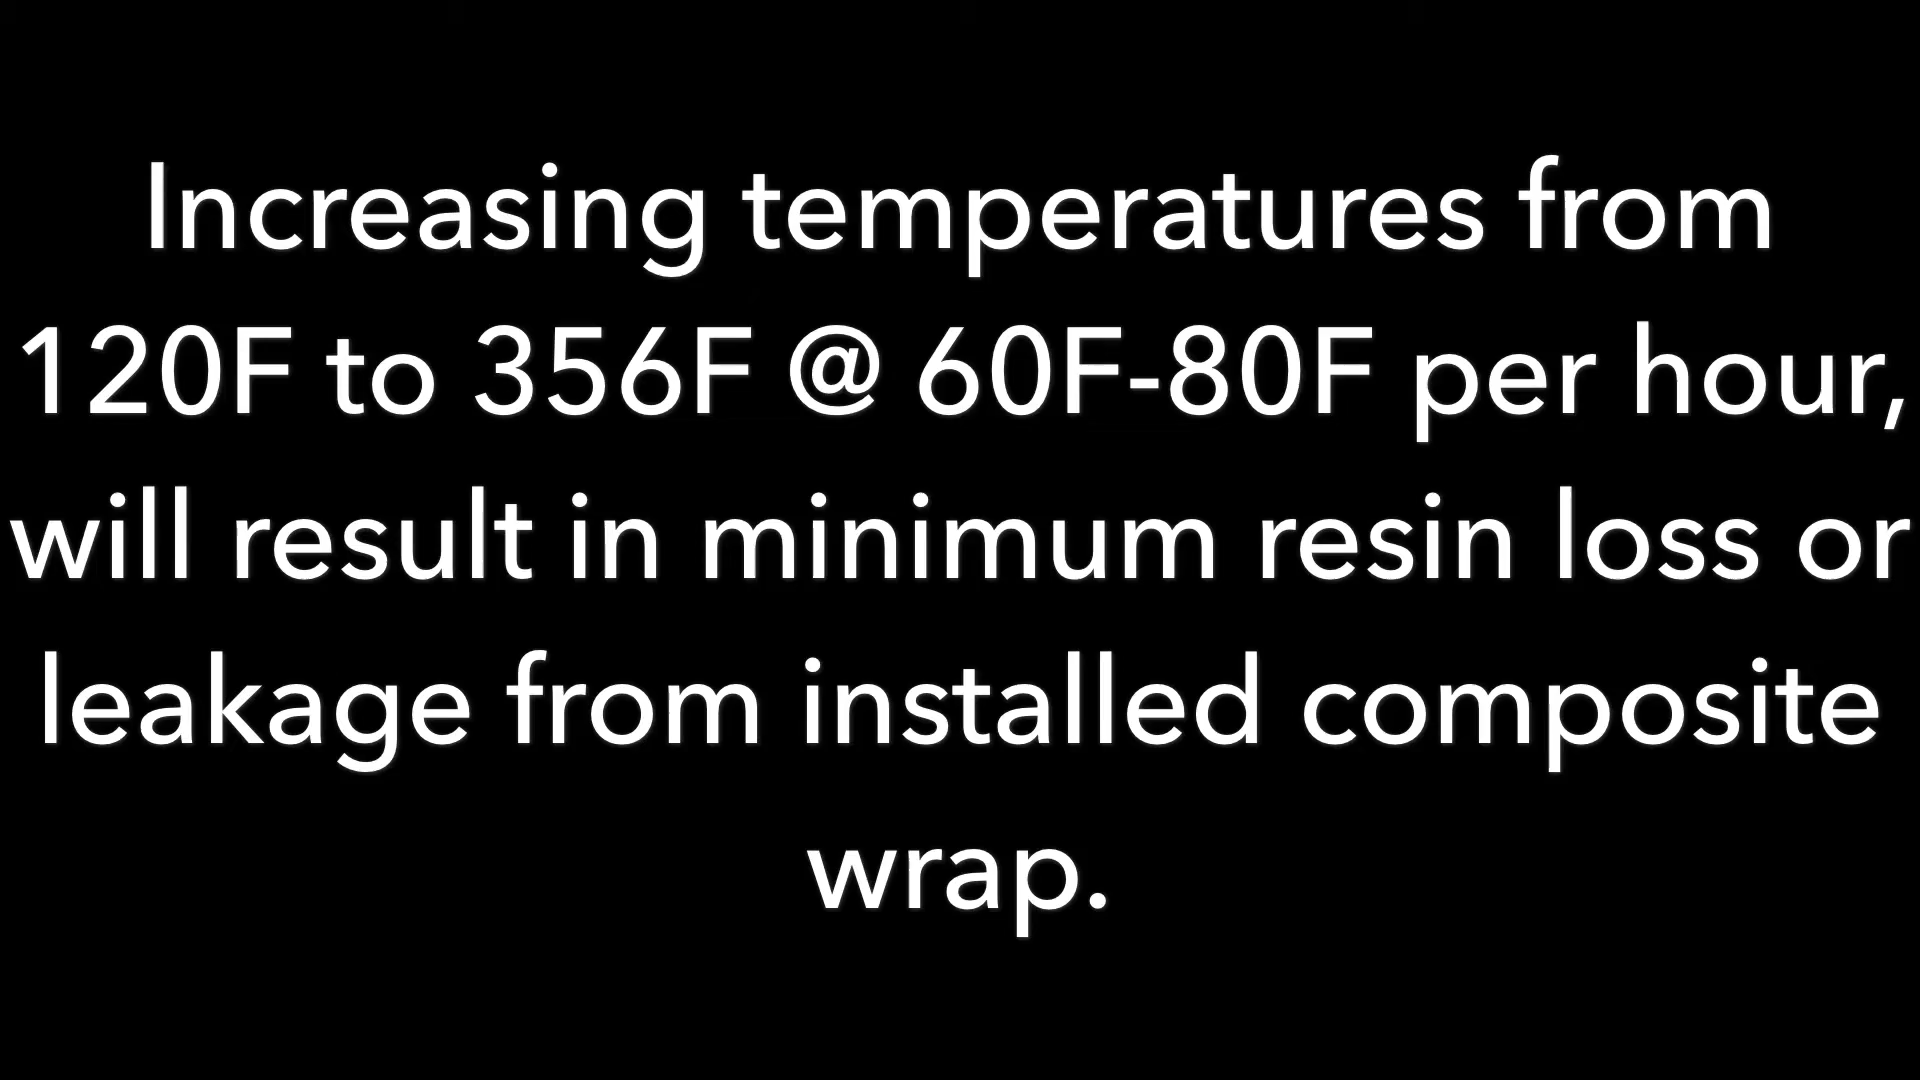 Increasing temperatures from
120F to 356F @ 60F-80F per hour,
will result in minimum resin loss or
leakage from installed composite
wrap.